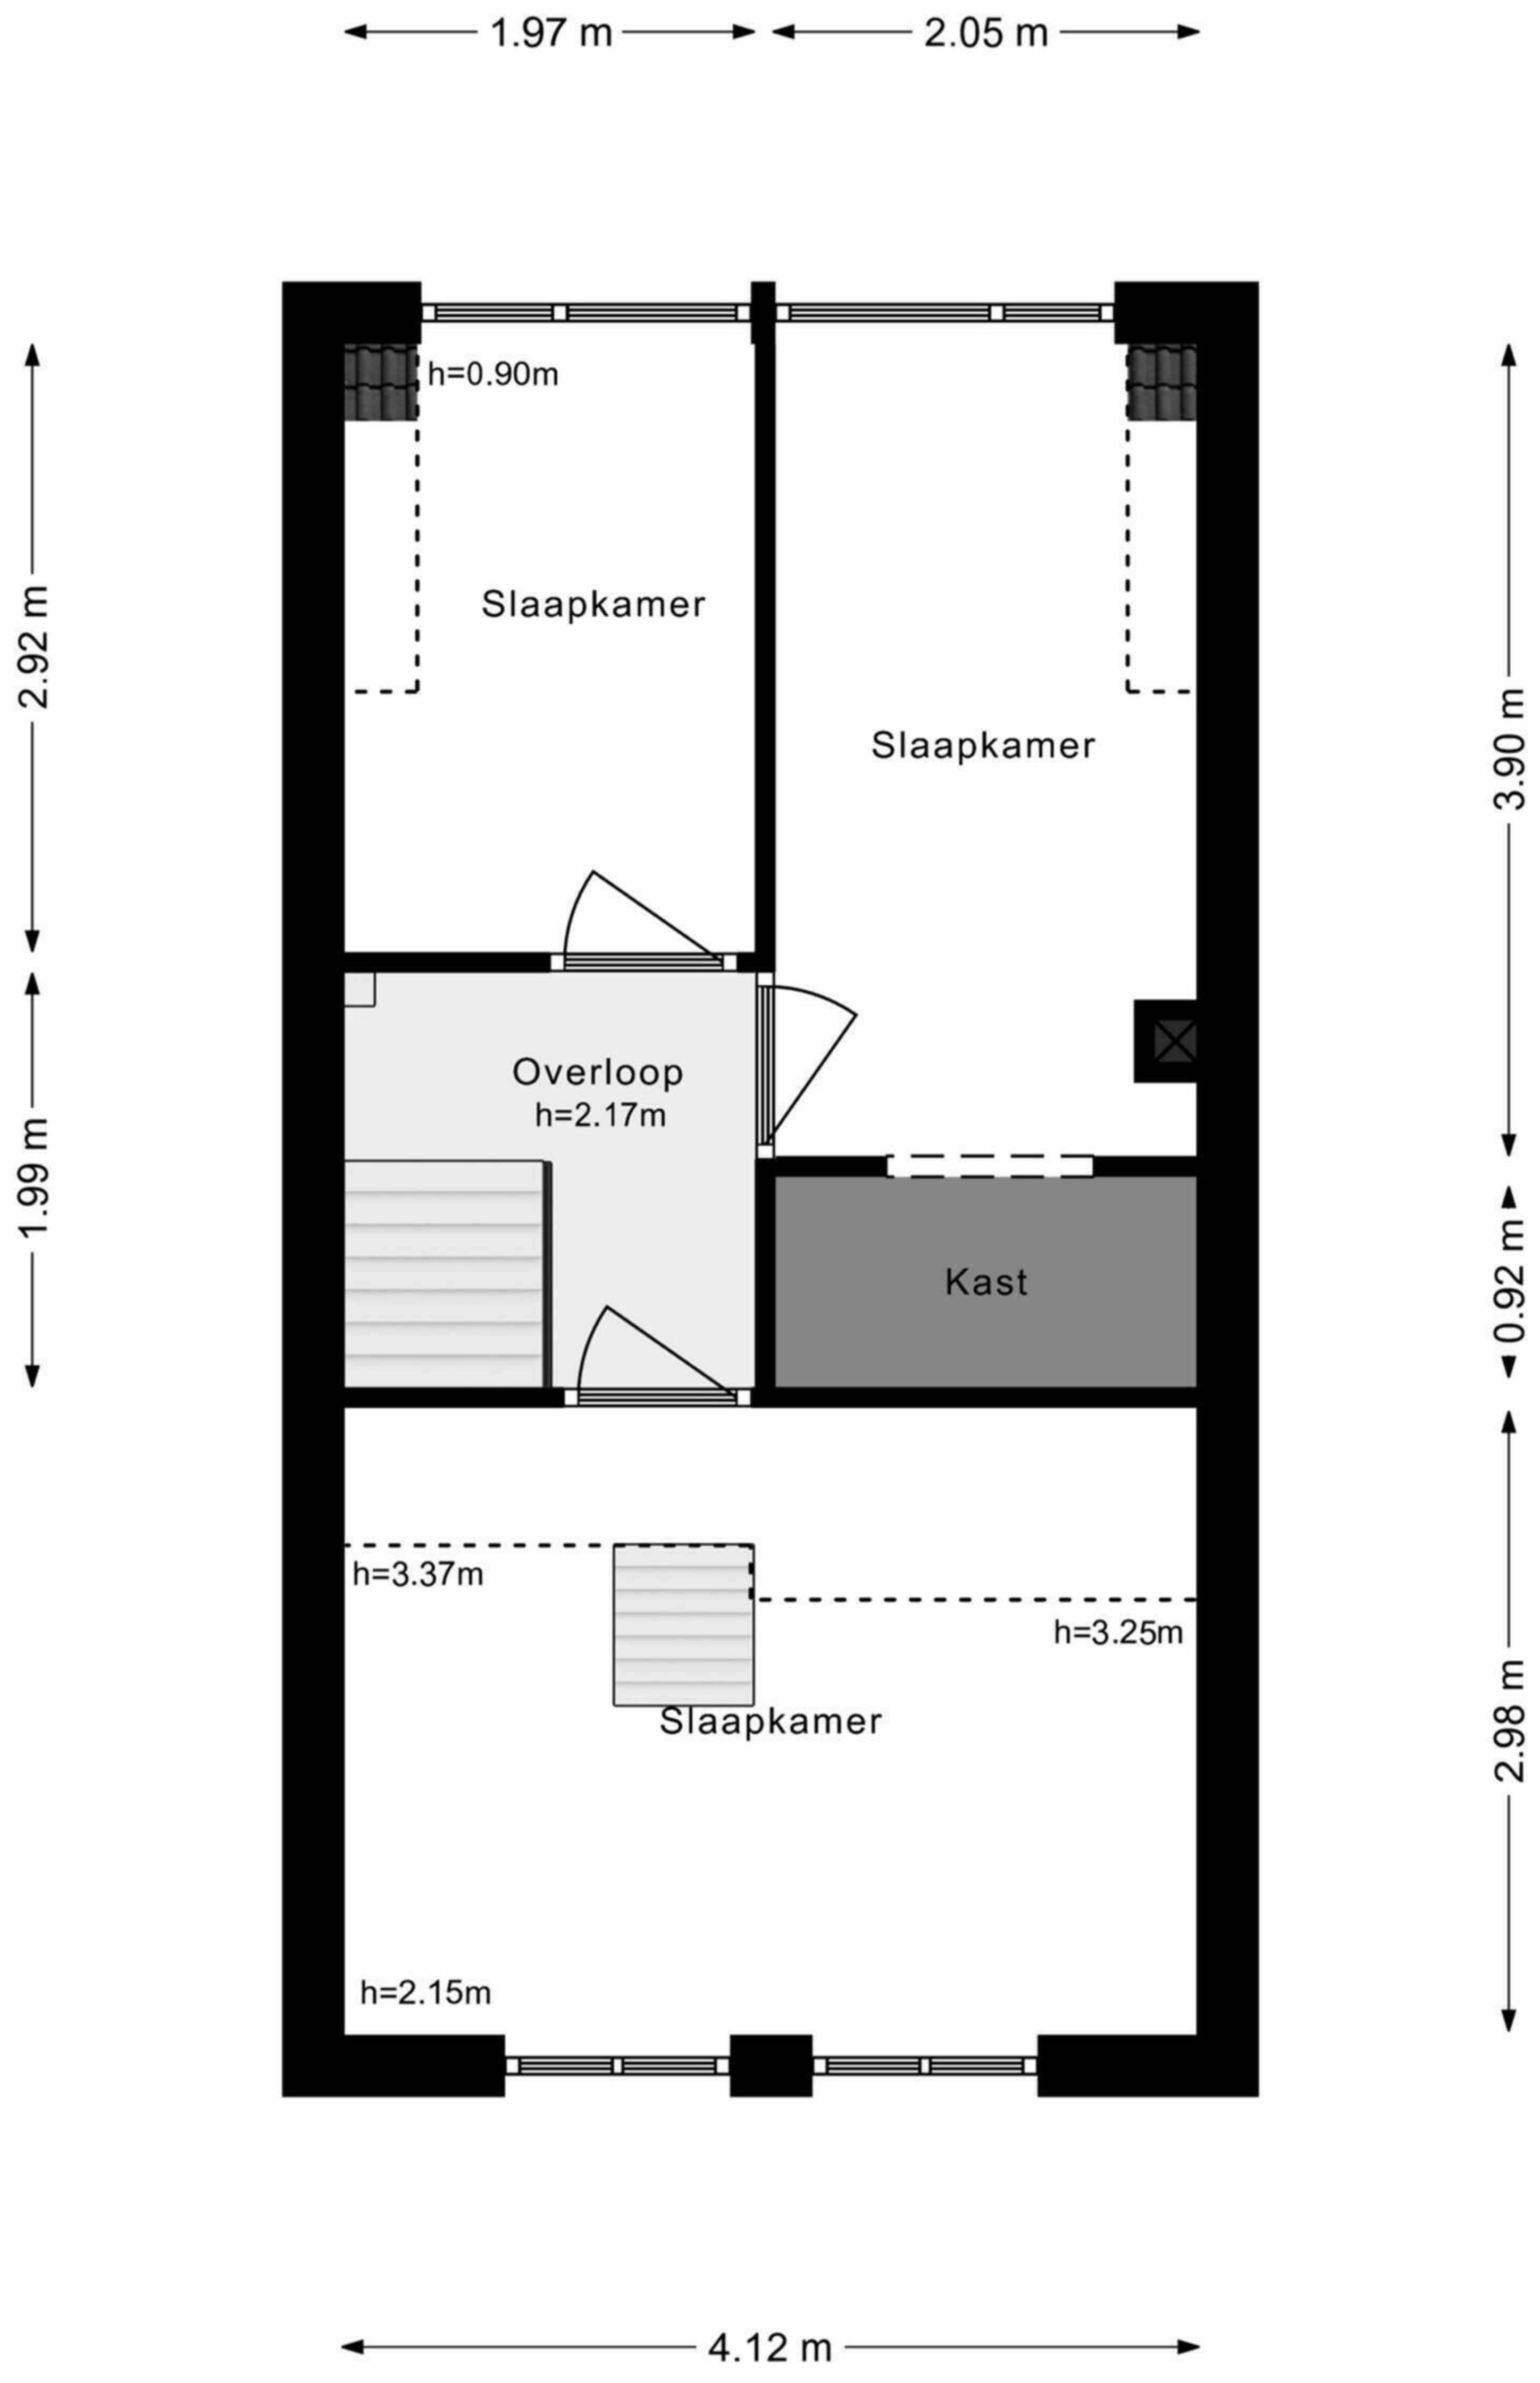 1.97 m
2.05 m
h=0.90m
Slaapkamer
2.92 m
Slaapkamer
3.90 m
Overloop
h=2.17m
1.99 m
Kast
0.92 m
h=3.37m
h=3.25m
Slaapkamer
2.98 m
h=2.15m
4.12 m